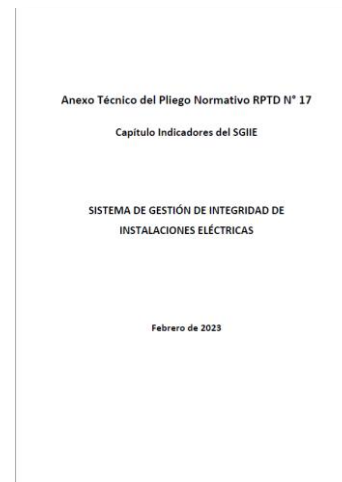 Anexo Técnico del Pliego Normativo RPTD N° 17
Capítulo Indicadores del SGIIE
SISTEMA DE GESTIÓN DE INTEGRIDAD DE
INSTALACIONES ELÉCTRICAS
Febrero de 2023